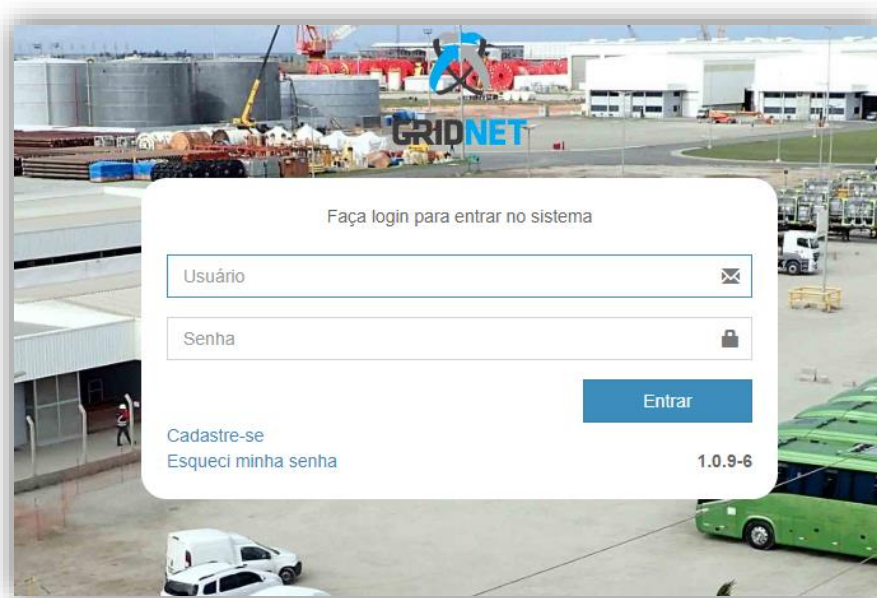 GRIDNET
Faça login para entrar no sistema
Usuário
Senha
Entrar
Cadastre-se
Esqueci minha senha
1.0.9-6